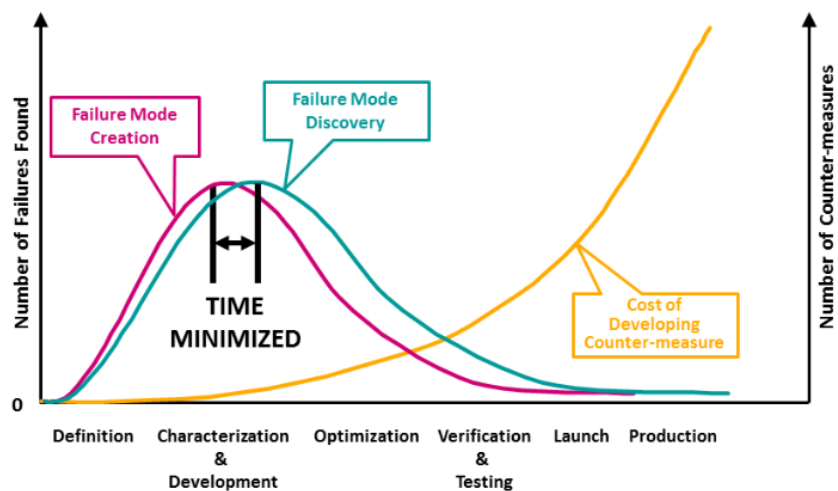 Number of Failures Found
Failure Mode
Creation
Failure Mode
Discovery
TIME
MINIMIZED
Cost of
Developing
Counter-measure
Number of Counter-measures
0
Definition
Characterization
&
Development
Optimization
Verification
&
Testing
Launch
Production